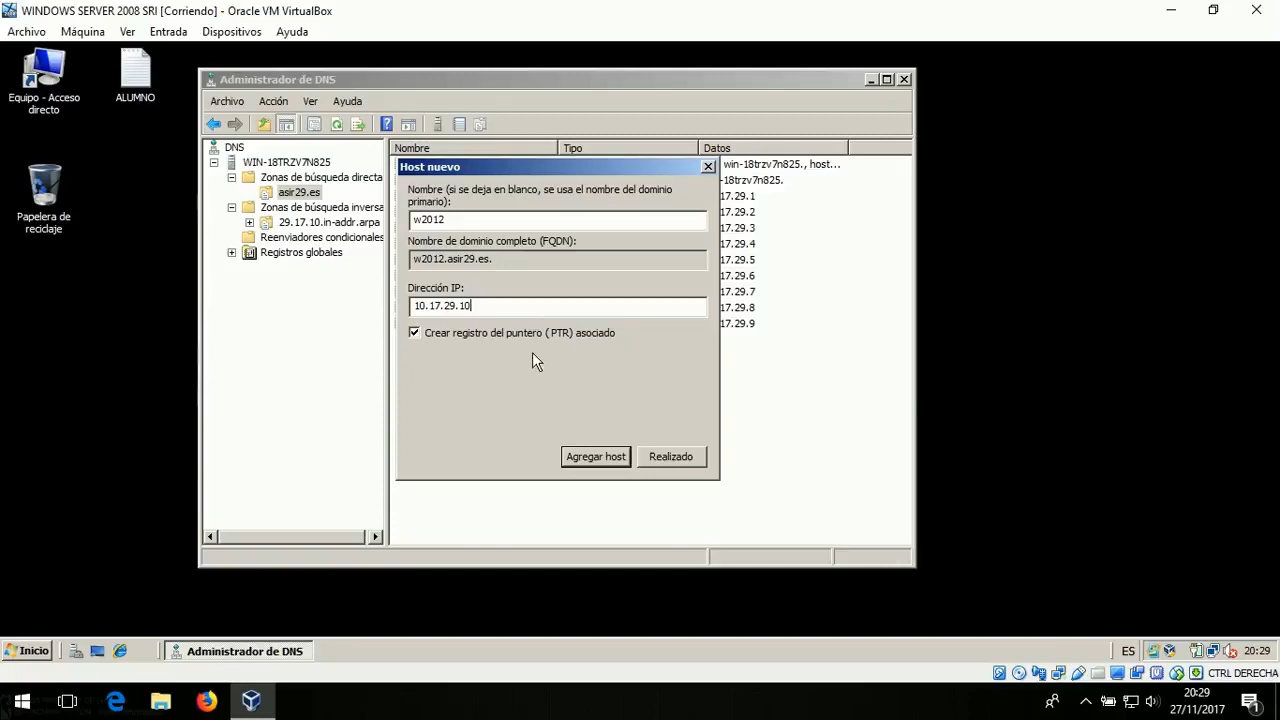 WINDOWS SERVER 2008 SRI [Corriendo] - Oracle VM VirtualBox
Archivo Máquina Ver Entrada Dispositivos Ayuda
Equipo - Acceso directo
ALUMNO
Papelera de reciclaje
Administrador de DNS
Archivo Acción Ver Ayuda
DNS
WIN-18TRZV7N825
Zonas de búsqueda directa
asir29.es
Zonas de búsqueda inversa
29.17.10.in-addr.arpa
Reenviadores condicionales
Registros globales
Nombre Tipo Datos
win-18trzv7n825., host...
-18trzv7n825.
17.29.1
17.29.2
17.29.3
17.29.4
17.29.5
17.29.6
17.29.7
17.29.8
17.29.9
Host nuevo
Nombre (si se deja en blanco, se usa el nombre del dominio
primario):
w2012
Nombre de dominio completo (FQDN):
w2012.asir29.es.
Dirección IP:
10.17.29.10
Crear registro del puntero (PTR) asociado
Agregar host Realizado
Inicio
Administrador de DNS
ES
20:29
CTRL DERECHA
20:29
27/11/2017
1